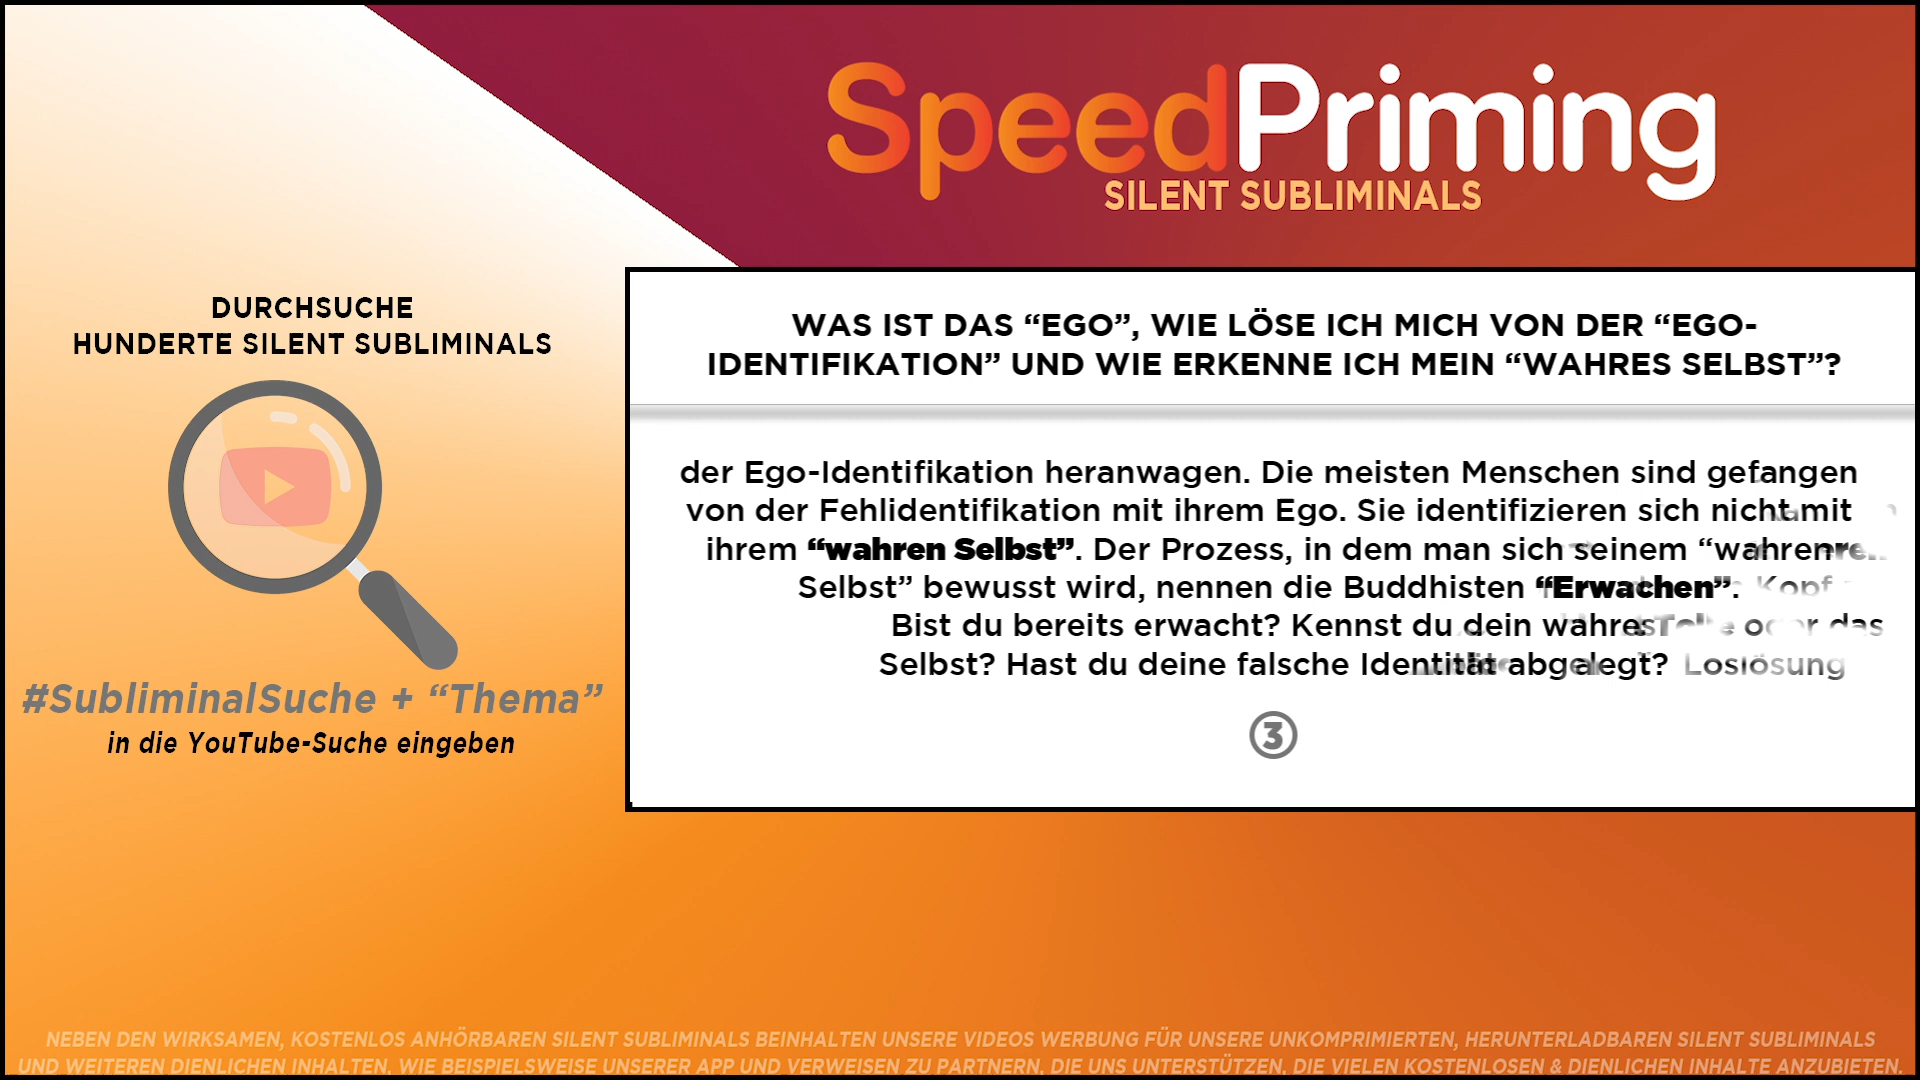 SpeedPriming
SILENT SUBLIMINALS
DURCHSUCHE
HUNDERTE SILENT SUBLIMINALS
#SubliminalSuche + “Thema”
in die YouTube-Suche eingeben
WAS IST DAS “EGO”, WIE LÖSE ICH MICH VON DER “EGO-
IDENTIFIKATION” UND WIE ERKENNE ICH MEIN “WAHRES SELBST”?
der Ego-Identifikation heranwagen. Die meisten Menschen sind gefangen
von der Fehlidentifikation mit ihrem Ego. Sie identifizieren sich nicht mit
ihrem “wahren Selbst”. Der Prozess, in dem man sich seinem “wahren
Selbst” bewusst wird, nennen die Buddhisten “Erwachen”. Kopf
Bist du bereits erwacht? Kennst du dein wahres das
Selbst? Hast du deine falsche Identität abgelegt? Loslösung
3
NEBEN DEN WIRKSAMEN, KOSTENLOS ANHÖRBAREN SILENT SUBLIMINALS BEINHALTEN UNSERE VIDEOS WERBUNG FÜR UNSERE UNKOMPRIMIERTEN, HERUNTERLADBAREN SILENT SUBLIMINALS
UND WEITEREN DIENLICHEN INHALTEN, WIE BEISPIELSWEISE UNSERER APP UND VERWEISEN ZU PARTNERN, DIE UNS UNTERSTÜTZEN, DIE VIELEN KOSTENLOSEN & DIENLICHEN INHALTE ANZUBIETEN.